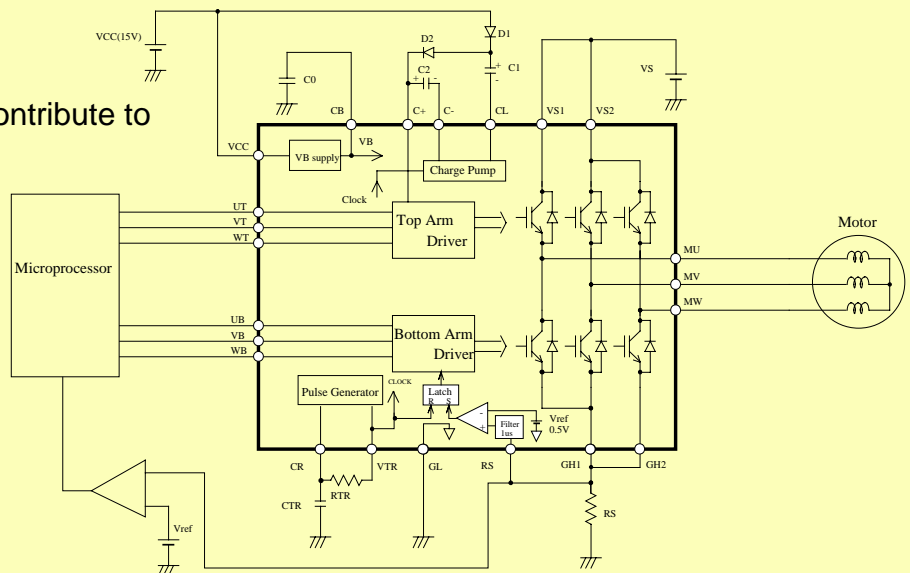 VCC(15V)
D1
D2
C1
+
-
C2
+ -
C0
VS
CB
C+
C-
CL
VS1
VS2
ontribute to
VCC
VB supply
VB
Charge Pump
Clock
UT
VT
WT
Top Arm
Driver
Microprocessor
Motor
MU
MV
MW
UB
VB
WB
Bottom Arm
Driver
Pulse Generator
CLOCK
Latch
R S
-
+
Filter
1us
Vref
0.5V
CR
VTR
GL
RS
GH1
GH2
RTR
CTR
RS
Vref